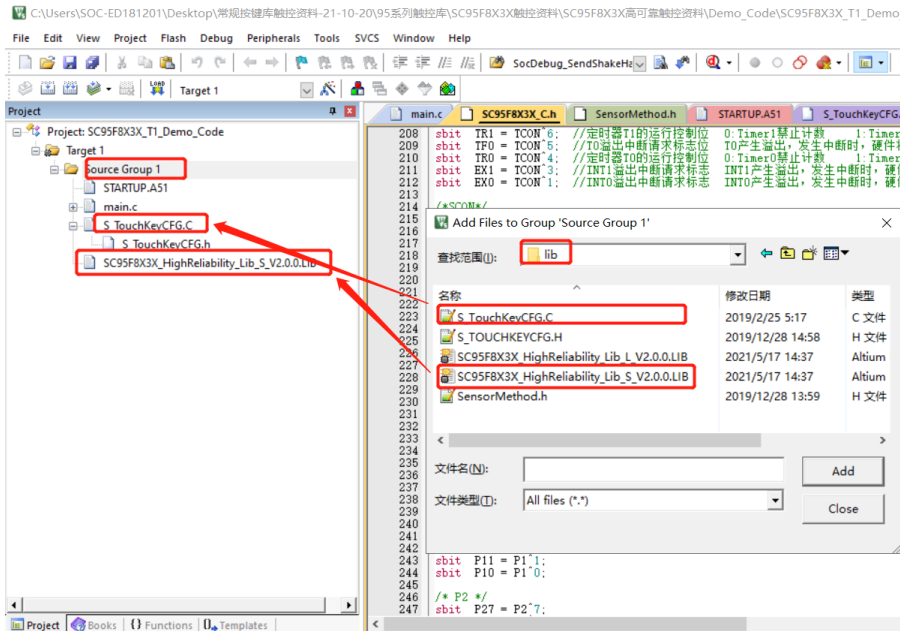 C:\Users\SOC-ED181201\Desktop\常规按键库触控资料-21-10-20\95系列触控库\SC95F8X3X触控资料\SC95F8X3X高可靠触控资料\Demo_Code\SC95F8X3X_T1_Demo
File Edit View Project Flash Debug Peripherals Tools SVCS Window Help
SocDebug_SendShakeHa
LOAD
Target 1
Project
main.c SC95F8X3X_C.h SensorMethod.h STARTUP.A51 S_TouchKeyCFG.
Project: SC95F8X3X_T1_Demo_Code
Target 1
Source Group 1
STARTUP.A51
main.c
S_TouchKeyCFG.C
S_TouchKeyCFG.h
SC95F8X3X_HighReliability_Lib_S_V2.0.0.LIB
208 sbit TR1 = TCON^6; //定时器T1的运行控制位 0:Timer1禁止计数 1:Timer
209 sbit TF0 = TCON^5; //T0溢出中断请求标志位 T0产生溢出，发生中断时，硬件
210 sbit TR0 = TCON^4; //定时器T0的运行控制位 0:Timer0禁止计数 1:Timer
211 sbit EX1 = TCON^3; //INT1溢出中断请求标志 INT1产生溢出，发生中断时，硬
212 sbit EX0 = TCON^1; //INT0溢出中断请求标志 INT0产生溢出，发生中断时，硬
213
214 /*SCON*/
215
216
217
218
219
220
221
222
223
224
225
226
227
228
229
230
231
232
233
234
235
236
237
238
239
240
241
242
243 sbit P11 = P1^1;
244 sbit P10 = P1^0;
245
246 /* P2 */
247 sbit P27 = P2^7;
Add Files to Group 'Source Group 1'
查找范围(I): lib
名称 修改日期 类型
S_TouchKeyCFG.C 2019/2/25 5:17 C 文件
S_TOUCHKEYCFG.H 2019/12/28 14:58 H 文件
SC95F8X3X_HighReliability_Lib_L_V2.0.0.LIB 2021/5/17 14:37 Altium
SC95F8X3X_HighReliability_Lib_S_V2.0.0.LIB 2021/5/17 14:37 Altium
SensorMethod.h 2019/12/28 13:59 H 文件
文件名(N): Add
文件类型(T): All files (*.*) Close
Project Books {} Functions Templates